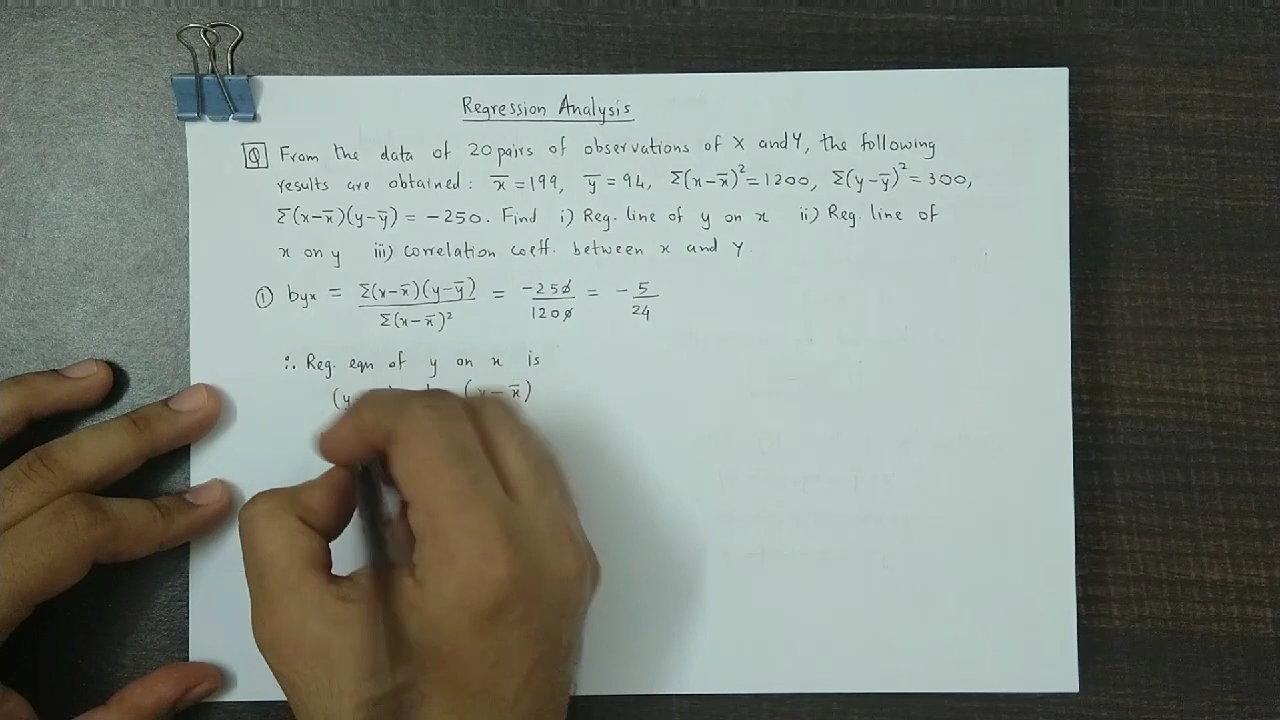 Regression Analysis
Q From the data of 20 pairs of observations of X and Y, the following
results are obtained: x̅ = 199, y̅ = 94, Σ(x-x̅)² = 1200, Σ(y-y̅)² = 300,
Σ(x-x̅)(y-y̅) = -250. Find i) Reg. line of y on x ii) Reg. line of
x on y iii) correlation coeff. between x and Y.
① byx = Σ(x-x̅)(y-y̅) / Σ(x-x̅)² = -250 / 1200 = - 5 / 24
∴ Reg. eqn of y on x is
(y (x-x̅)